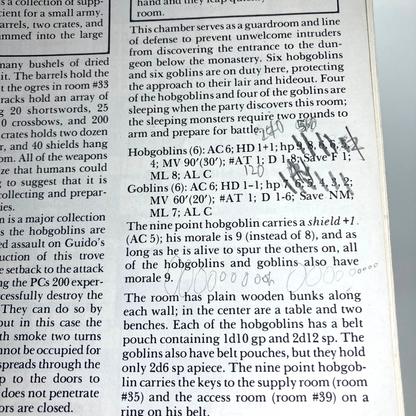 s a collection of supp-
ient for a small army.
arrels, two crates, and
mmed into the large
many bushels of dried
it. The barrels hold the
t the ogres in room #33
racks hold an array of
g 20 shortswords, 25
0 crossbows, and 200
crates holds two dozen
r, and 40 shields hang
om. All of the weapons
ze that humans could
g to suggest that it is
collecting and prepar-
ties.
n is a major collection
s the hobgoblins are
ed assault on Guido's
uction of this trove
e setback to the attack
ng the PCs 200 exper-
cessfully destroy the
They can do so by
out in this case the
th smoke two turns
nnot be occupied for
spreads through the
p to the doors to
does not penetrate
ors are closed.
hand and they leap quickly
room.
This chamber serves as a guardroom and line
of defense to prevent unwelcome intruders
from discovering the entrance to the dun-
geon below the monastery. Six hobgoblins
and six goblins are on duty here, protecting
the approach to their lair and hideout. Four
of the hobgoblins and four of the goblins are
sleeping when the party discovers this room;
the sleeping monsters require two rounds to
arm and prepare for battle.
Hobgoblins (6): AC 6; HD 1+1; hp 9, 8, 6, 6, 5,
4; MV 90'(30'); #AT 1; D 1-8; Save F 1;
ML 8; AL C
120
Goblins (6): AC 6; HD 1-1; hp 7, 6, 5, 4, 3, 2;
MV 60'(20'); #AT 1; D 1-6; Save NM;
ML 7; AL C
The nine point hobgoblin carries a shield +1
(AC 5); his morale is 9 (instead of 8), and as
long as he is alive to spur the others on, all
of the hobgoblins and goblins also have
morale 9.
The room has plain wooden bunks along
each wall; in the center are a table and two
benches. Each of the hobgoblins has a belt
pouch containing 1d10 gp and 2d12 sp. The
goblins also have belt pouches, but they hold
only 2d6 sp apiece. The nine point hobgob-
lin carries the keys to the supply room (room
#35) and the access room (room #39) on a
ring on his belt.